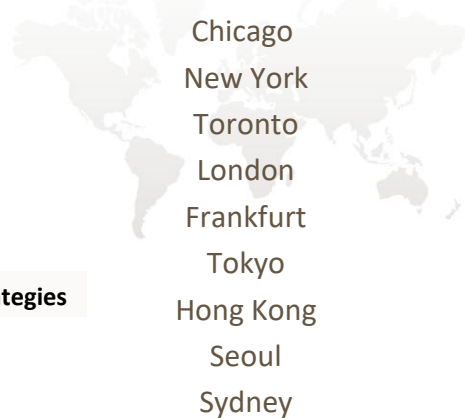 Chicago
New York
Toronto
London
Frankfurt
Tokyo
tegies
Hong Kong
Seoul
Sydney